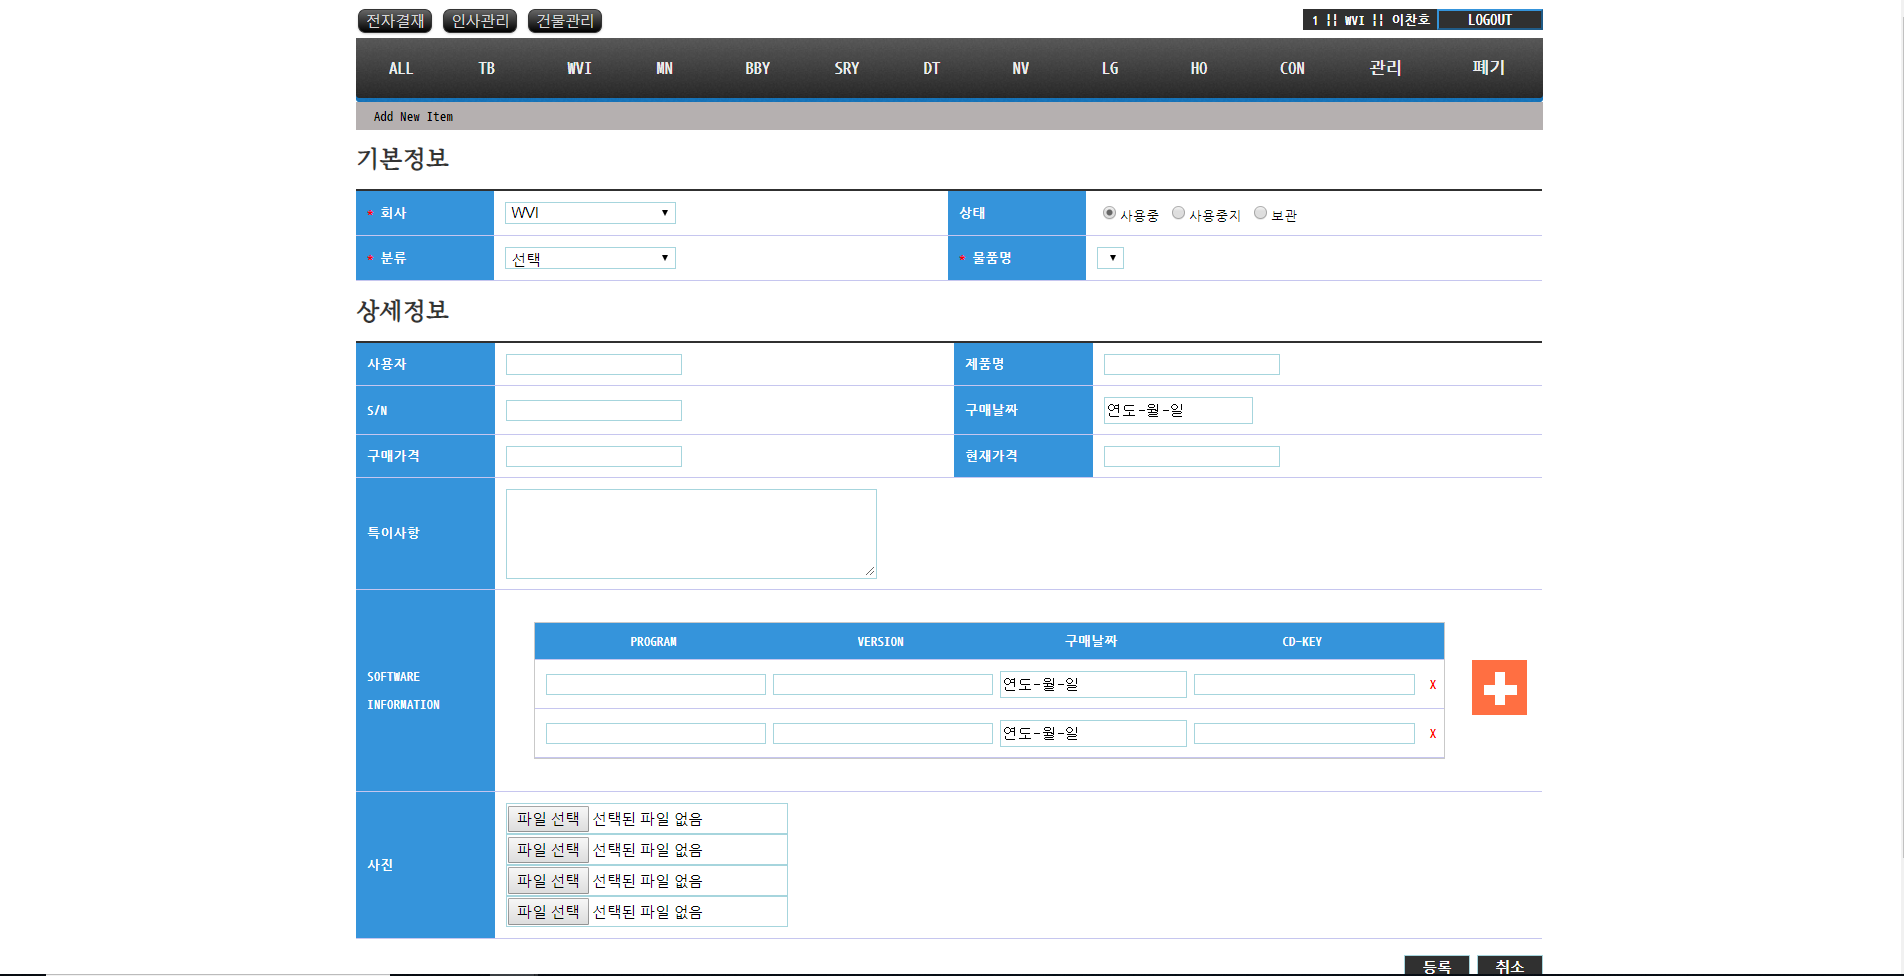 전자결재 인사관리 건물관리 1 || WVI || 이찬호 LOGOUT
ALL TB WVI MN BBY SRY DT NV LG HO CON 관리 폐기
Add New Item
기본정보
* 회사 WVI 상태 사용중 사용중지 보관
* 분류 선택 * 물품명
상세정보
사용자 제품명
S/N 구매날짜 연도-월-일
구매가격 현재가격
특이사항
PROGRAM VERSION 구매날짜 CD-KEY
SOFTWARE
INFORMATION
연도-월-일 X
연도-월-일 X
사진
파일 선택 선택된 파일 없음
파일 선택 선택된 파일 없음
파일 선택 선택된 파일 없음
파일 선택 선택된 파일 없음
등록 취소